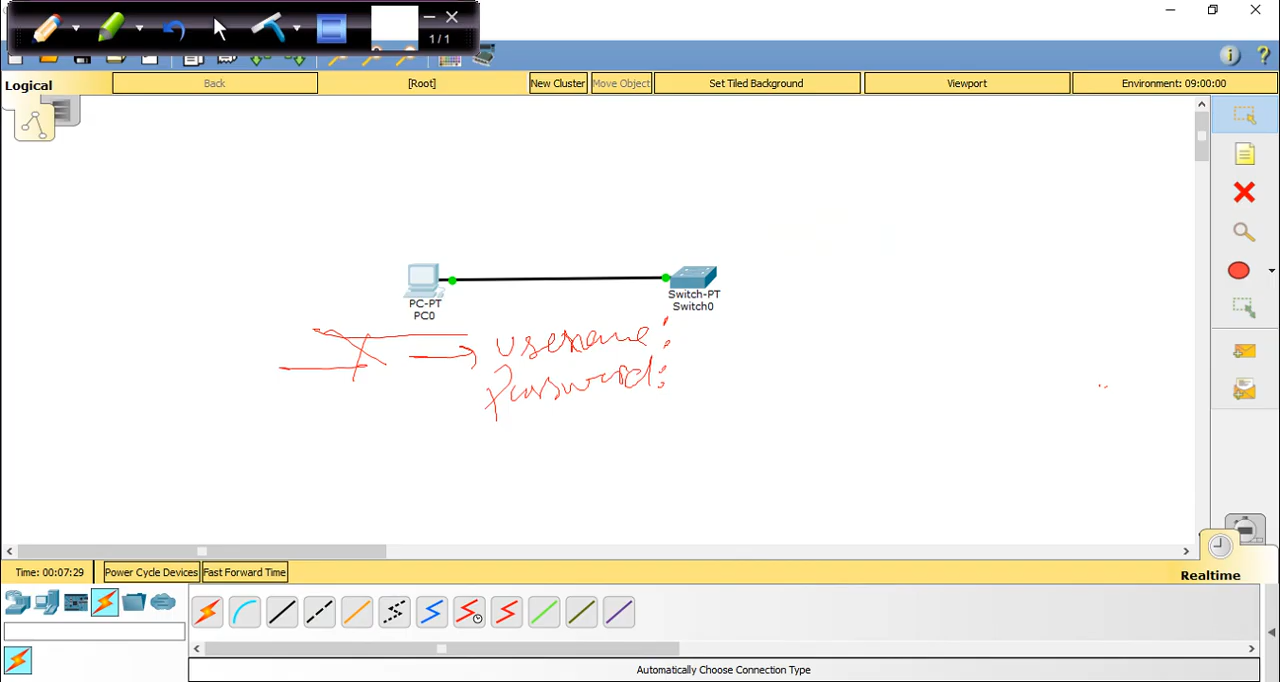 1/1
Logical
Back
[Root]
New Cluster
Move Object
Set Tiled Background
Viewport
Environment: 09:00:00
PC-PT
PC0
Switch-PT
Switch0
username:
Password:
Time: 00:07:29
Power Cycle Devices
Fast Forward Time
Realtime
Automatically Choose Connection Type